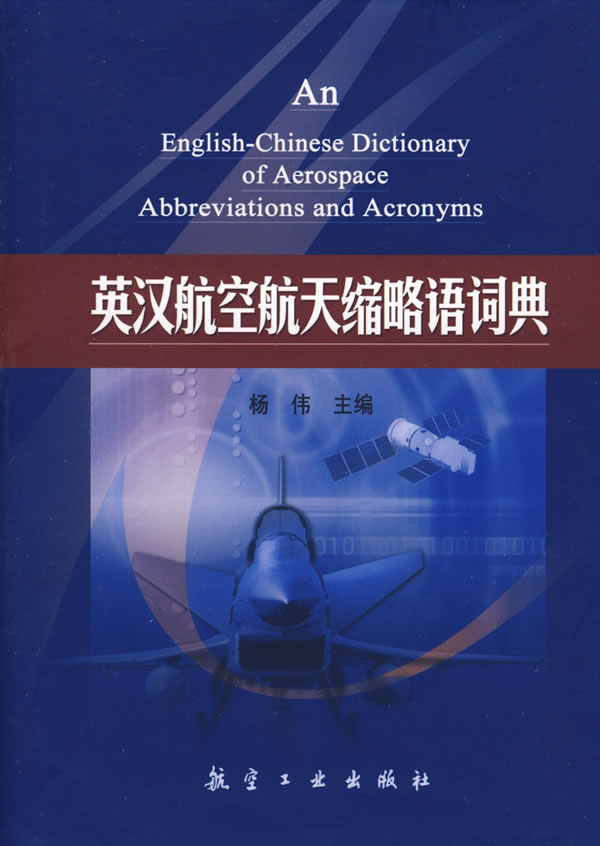 An
English-Chinese Dictionary
of Aerospace
Abbreviations and Acronyms
英汉航空航天缩略语词典
杨 伟 主编
航空工业出版社